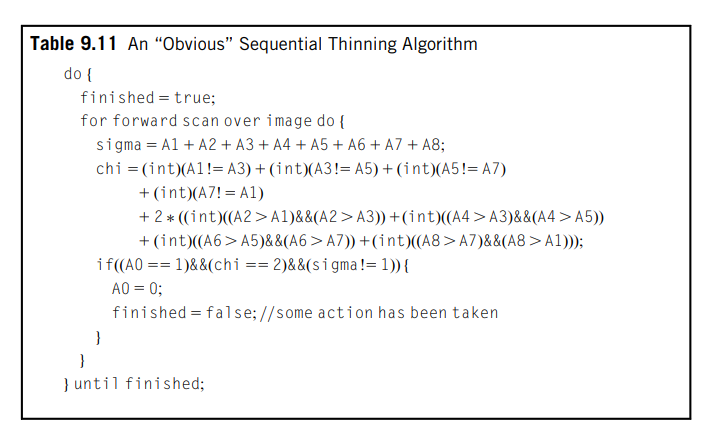 Table 9.11 An “Obvious” Sequential Thinning Algorithm
do {
finished = true;
for forward scan over image do {
sigma = A1 + A2 + A3 + A4 + A5 + A6 + A7 + A8;
chi = (int)(A1!= A3) + (int)(A3!= A5) + (int)(A5!= A7)
+ (int)(A7! = A1)
+ 2 * ((int)((A2 > A1)&&(A2 > A3)) + (int)((A4 > A3)&&(A4 > A5))
+ (int)((A6 > A5)&&(A6 > A7)) + (int)((A8 > A7)&&(A8 > A1)));
if((A0 == 1)&&(chi == 2)&&(sigma!= 1)) {
A0 = 0;
finished = false; //some action has been taken
}
}
} until finished;